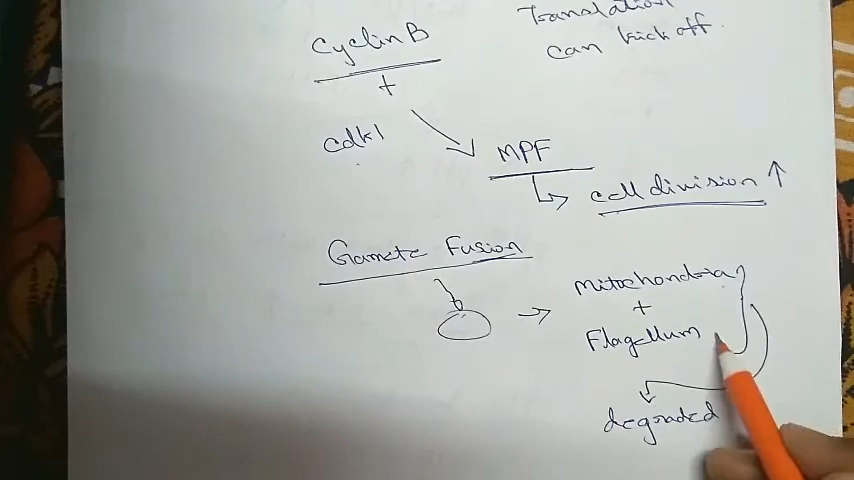 Translation
can kick off.
Cyclin B
+
cdk1
MPF
cell division ↑
Gamete Fusion
Mitochondria
+
Flagellum
degraded